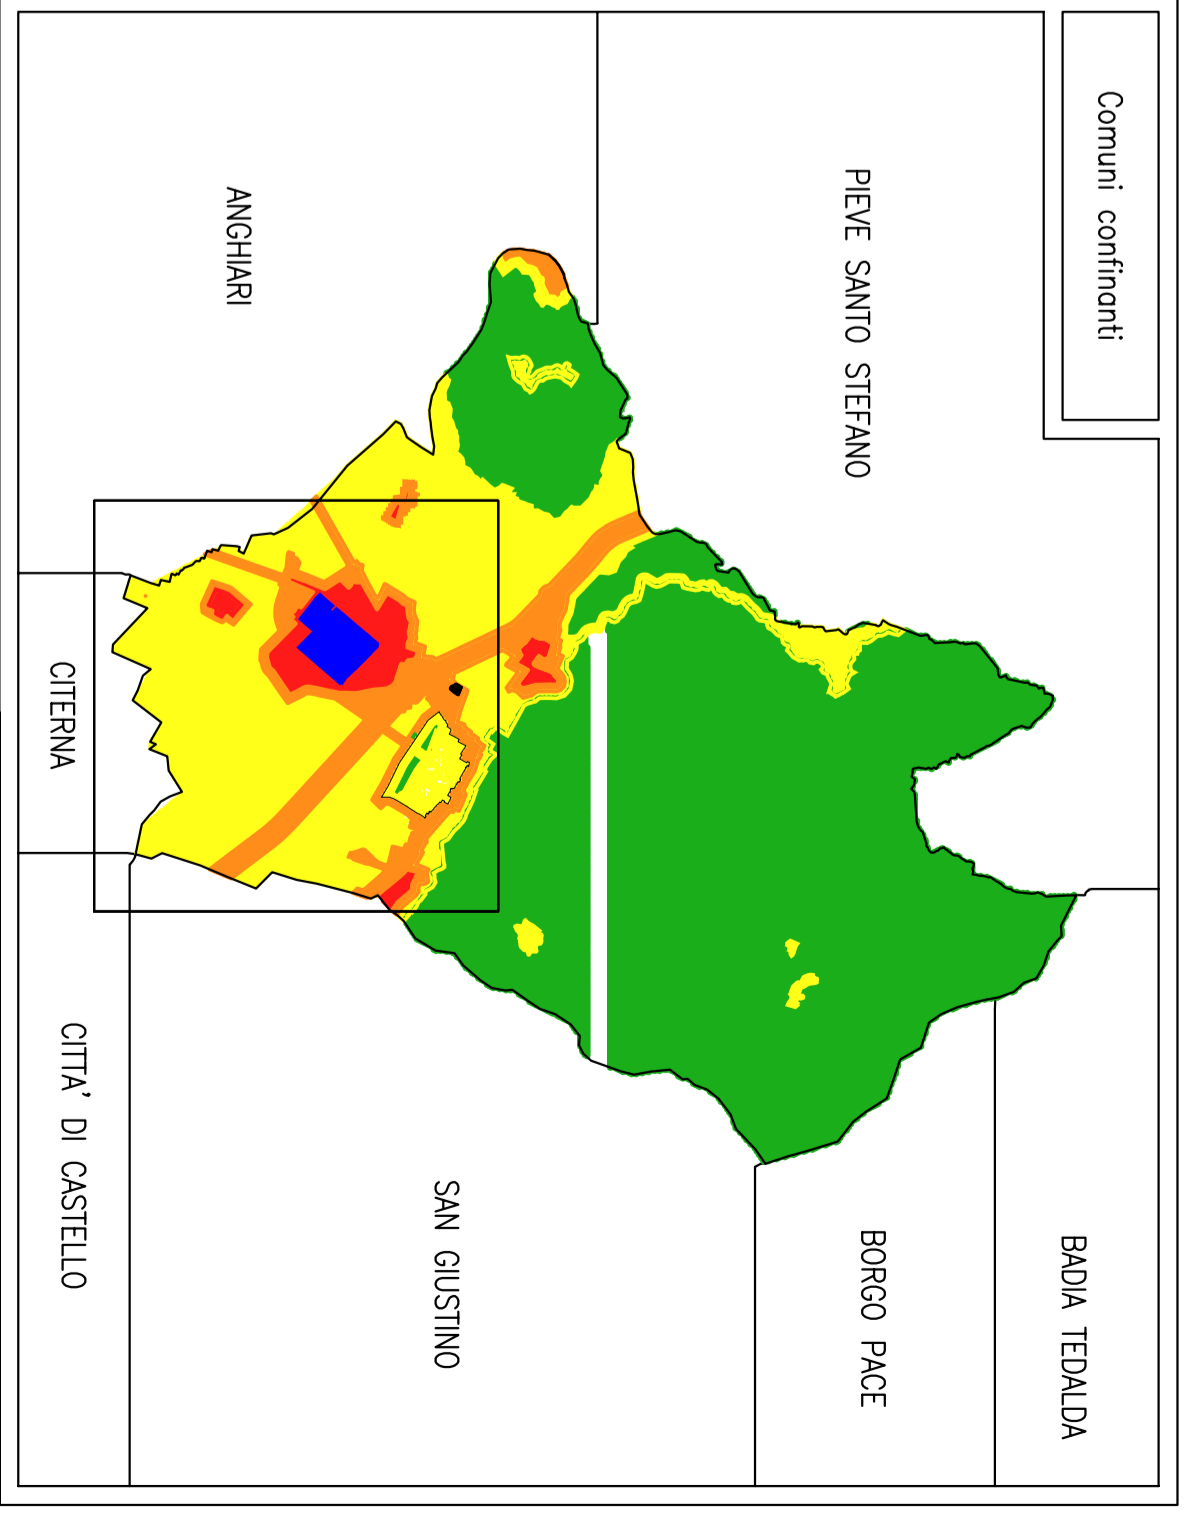 Comuni confinanti
PIEVE SANTO STEFANO
BADIA TEDALDA
BORGO PACE
ANGHIARI
SAN GIUSTINO
CITERNA
CITTA' DI CASTELLO